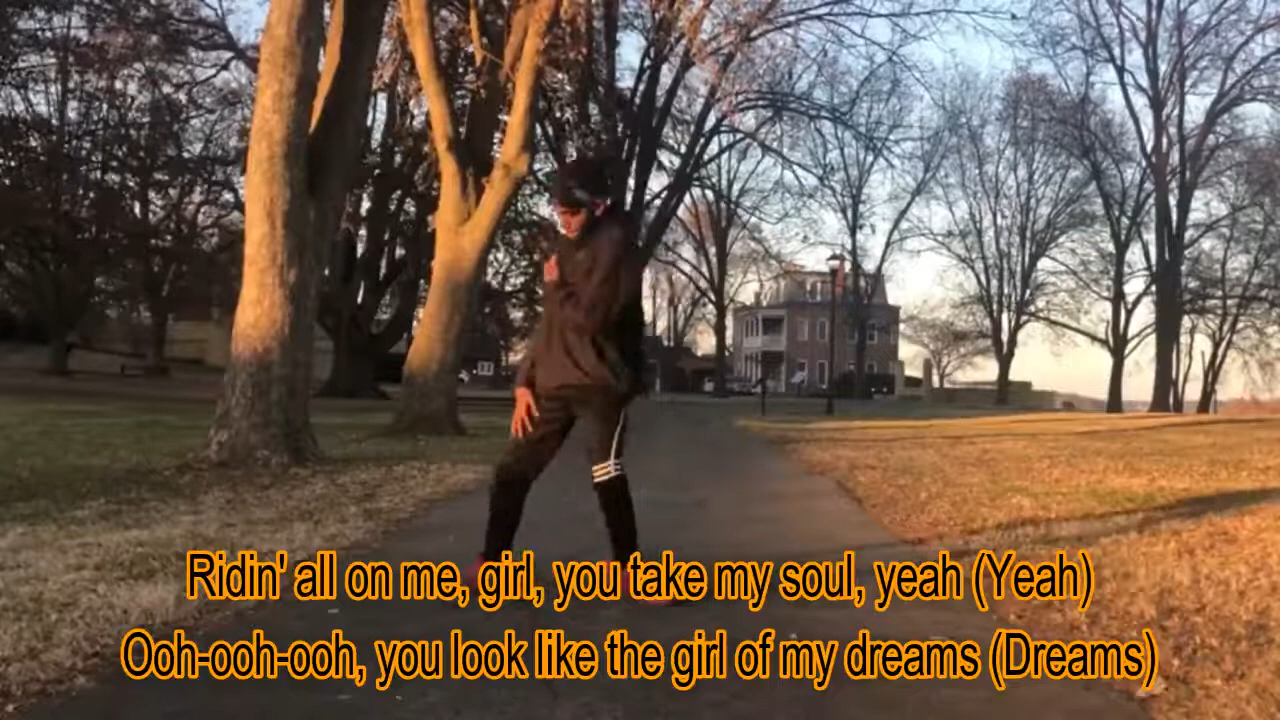 Ridin' all on me, girl, you take my soul, yeah (Yeah)
Ooh-ooh-ooh, you look like the girl of my dreams (Dreams)